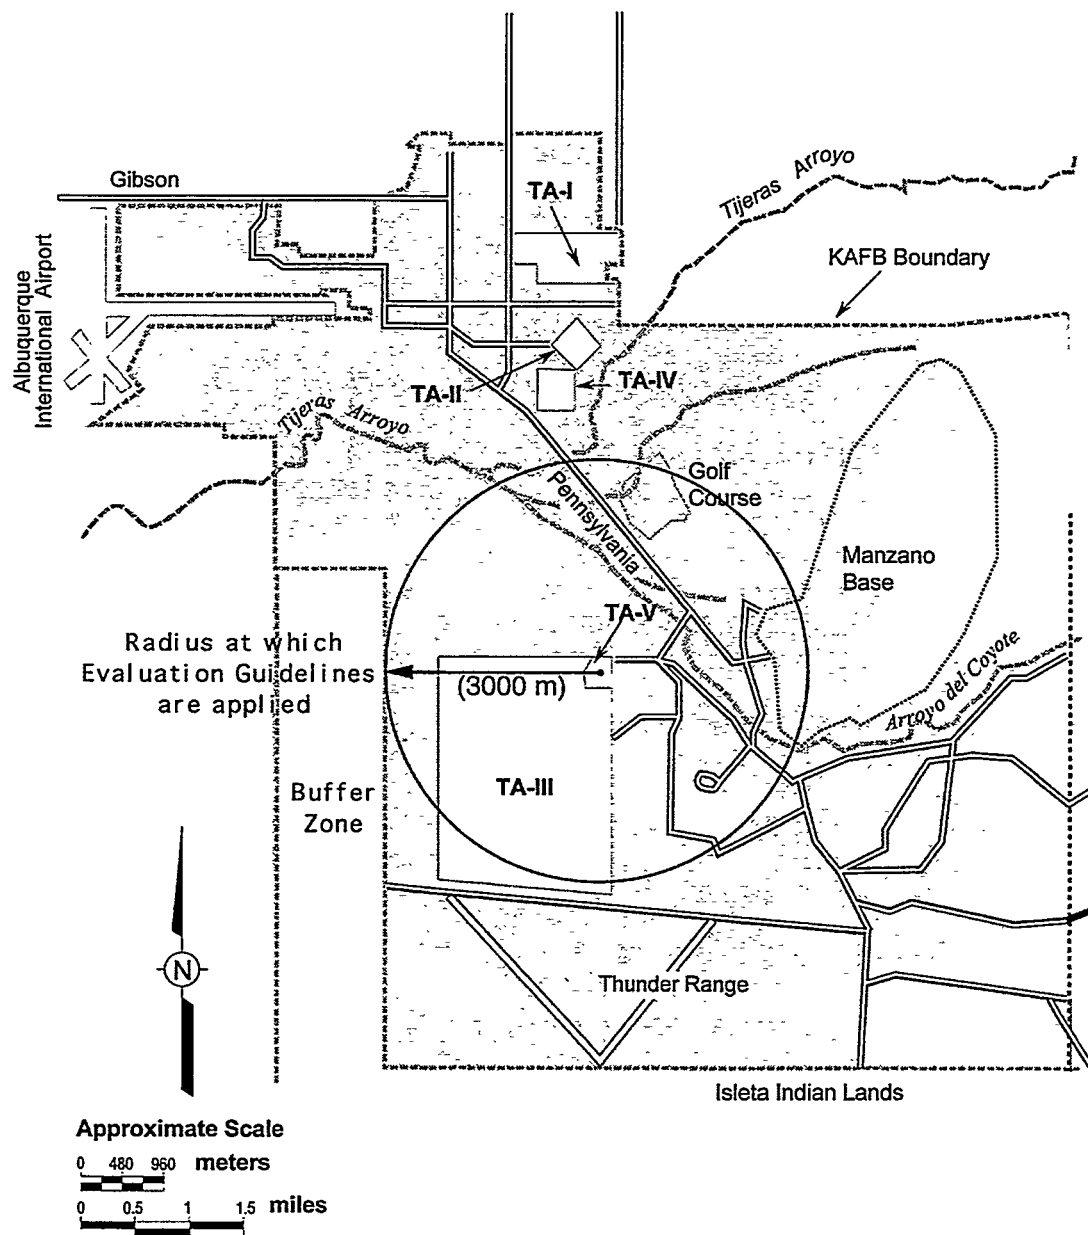 Gibson
TA-I
Tijeras Arroyo
KAFB Boundary
Albuquerque
International Airport
TA-II
TA-IV
Tijeras Arroyo
Golf
Course
Pennsylvania
Manzano
Base
TA-V
Radius at which
Evaluation Guidelines
are applied
(3000 m)
Arroyo del Coyote
TA-III
Buffer
Zone
N
Thunder Range
Isleta Indian Lands
Approximate Scale
0 480 960 meters
0 0.5 1 1.5 miles